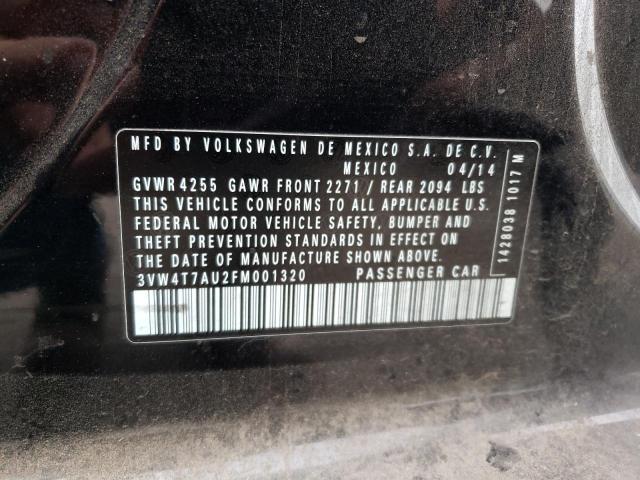 MFD BY VOLKSWAGEN DE MEXICO S.A. DE C.V.
MEXICO 04/14
GVWR 4255 GAWR FRONT 2271 / REAR 2094 LBS
THIS VEHICLE CONFORMS TO ALL APPLICABLE U.S.
FEDERAL MOTOR VEHICLE SAFETY, BUMPER AND
THEFT PREVENTION STANDARDS IN EFFECT ON
THE DATE OF MANUFACTURE SHOWN ABOVE.
3VW4T7AU2FM001320 PASSENGER CAR
1428038 1017 M